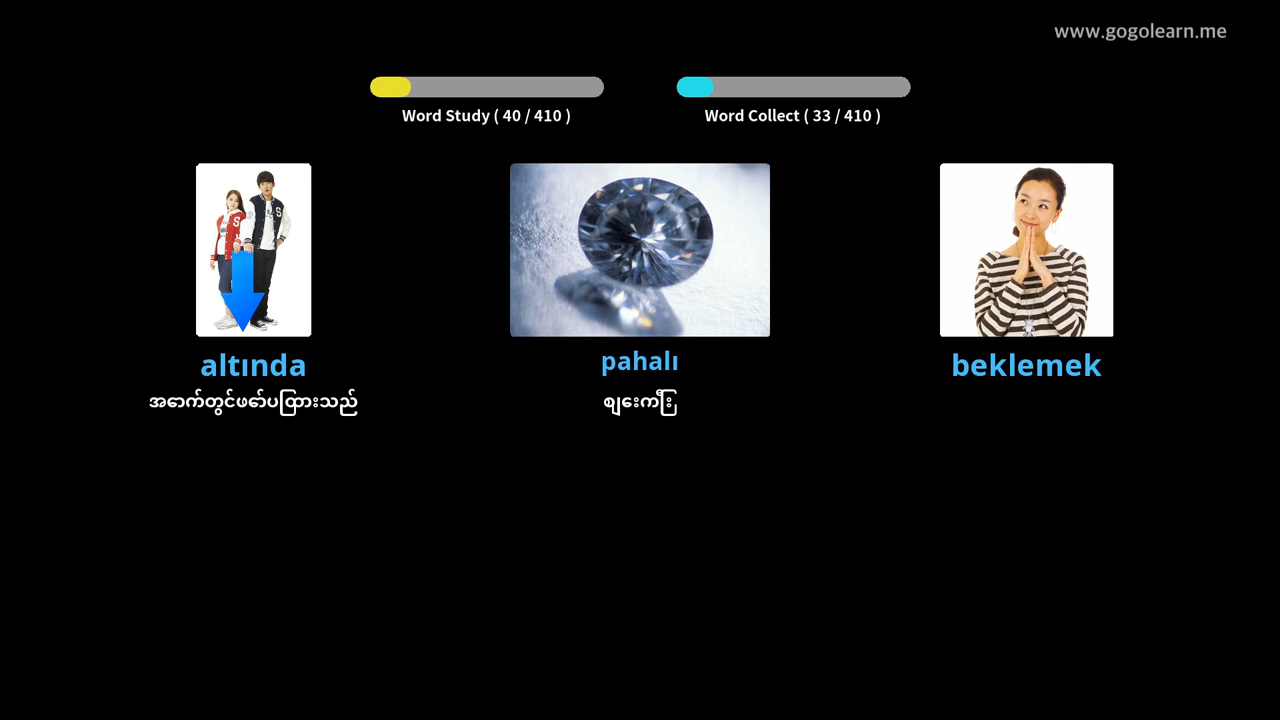 www.gogolearn.me
Word Study ( 40 / 410 )
Word Collect ( 33 / 410 )
altında
pahalı
beklemek
အောက်တွင်ဖော်ပြထားသည်
ဈေးကြီး